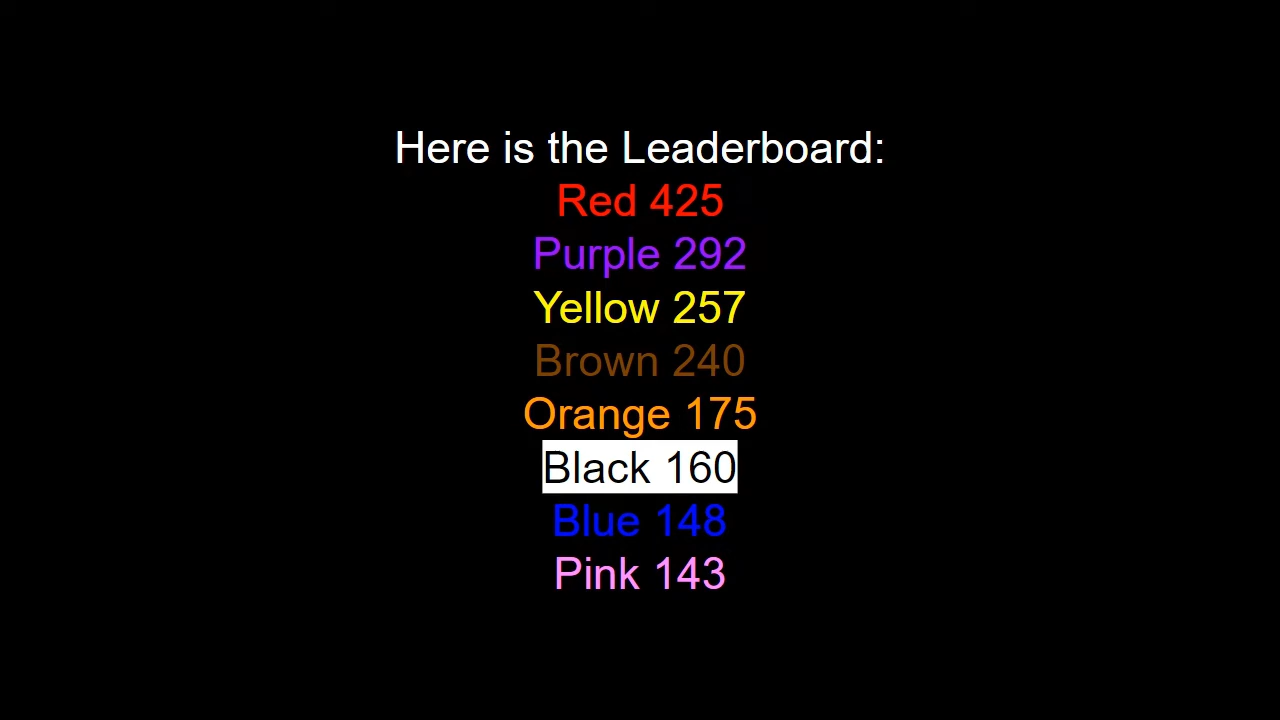 Here is the Leaderboard:
Red 425
Purple 292
Yellow 257
Brown 240
Orange 175
Black 160
Blue 148
Pink 143